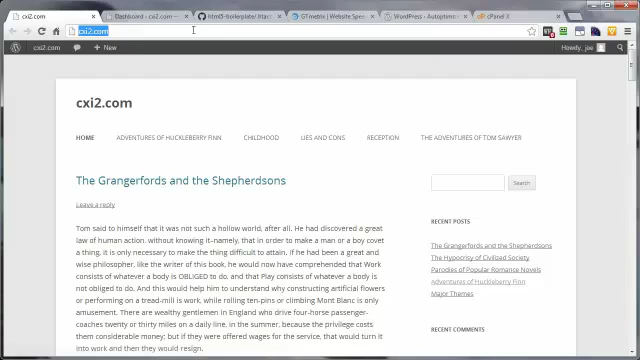 cxi2.com
Dashboard ‹ cxi2.com —
html5-boilerplate/.htac
GTmetrix | Website Spe
WordPress › Autoptimi
cPanel X
cxi2.com
cxi2.com
New
Howdy, joe
cxi2.com
HOME
ADVENTURES OF HUCKLEBERRY FINN
CHILDHOOD
LIES AND CONS
RECEPTION
THE ADVENTURES OF TOM SAWYER
The Grangerfords and the Shepherdsons
Search
Leave a reply
RECENT POSTS
Tom said to himself that it was not such a hollow world, after all. He had discovered a great
law of human action, without knowing it–namely, that in order to make a man or a boy covet
a thing, it is only necessary to make the thing difficult to attain. If he had been a great and
wise philosopher, like the writer of this book, he would now have comprehended that Work
consists of whatever a body is OBLIGED to do, and that Play consists of whatever a body is
not obliged to do. And this would help him to understand why constructing artificial flowers
or performing on a tread-mill is work, while rolling ten-pins or climbing Mont Blanc is only
amusement. There are wealthy gentlemen in England who drive four-horse passenger-
coaches twenty or thirty miles on a daily line, in the summer, because the privilege costs
them considerable money; but if they were offered wages for the service, that would turn it
into work and then they would resign.
The Grangerfords and the Shepherdsons
The Hypocrisy of Civilized Society
Parodies of Popular Romance Novels
Adventures of Huckleberry Finn
Major Themes
RECENT COMMENTS